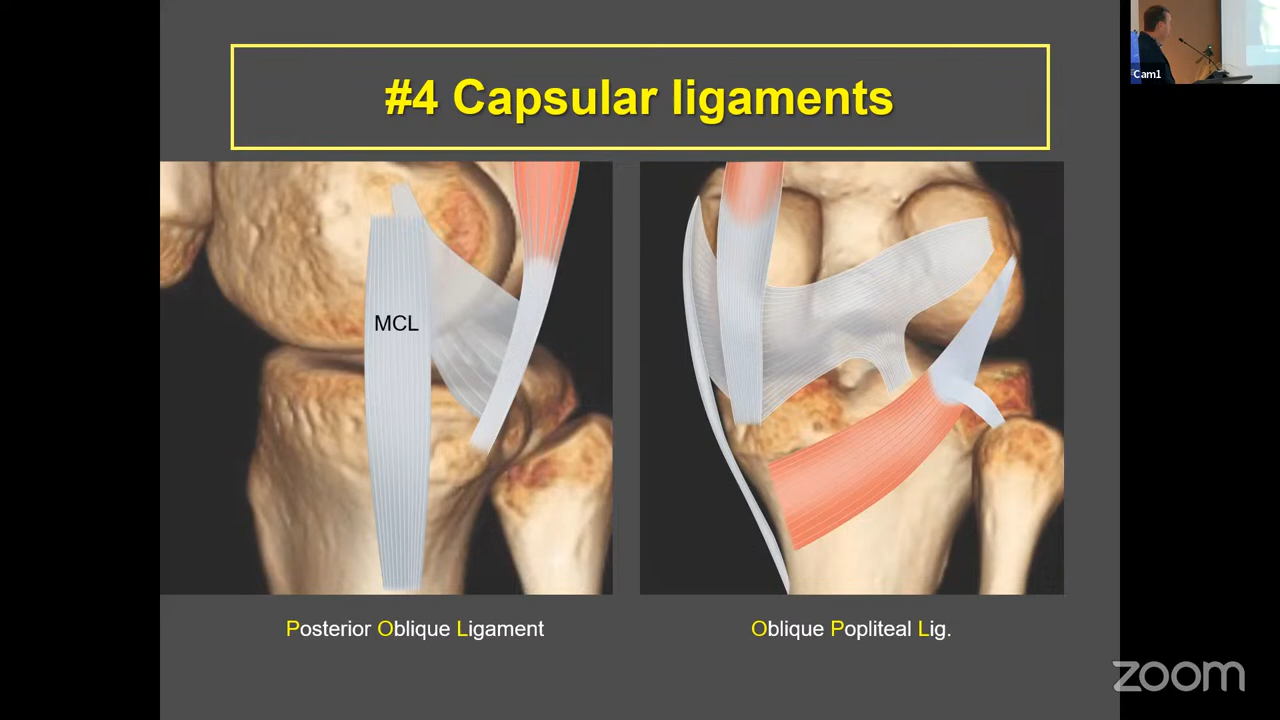 #4 Capsular ligaments
Cam1
MCL
Posterior Oblique Ligament
Oblique Popliteal Lig.
zoom